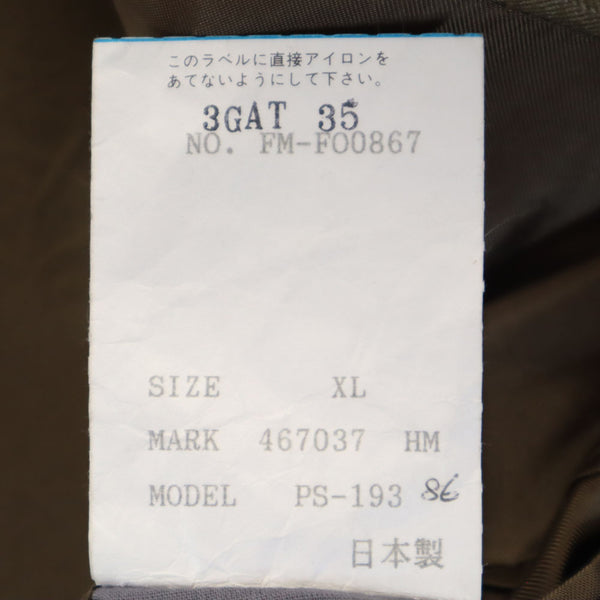 このラベルに直接アイロンを
あてないようにして下さい。
3GAT 35
NO. FM-F00867
SIZE XL
MARK 467037 HM
MODEL PS-193 86
日本製